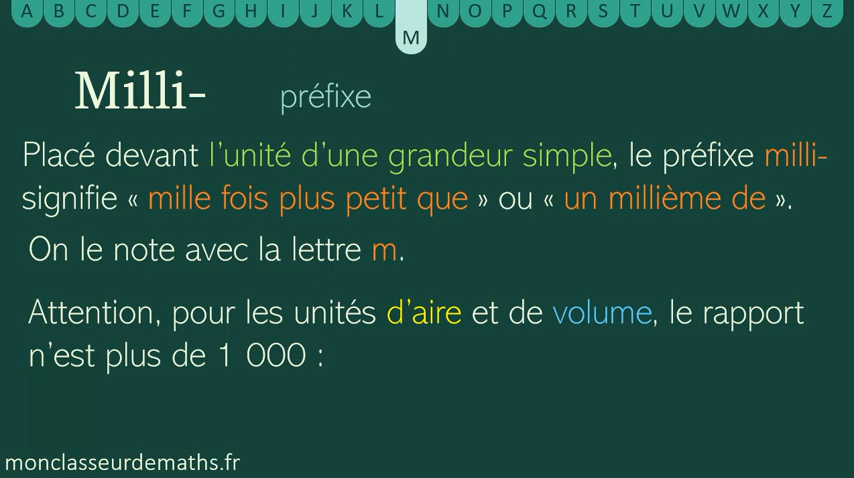 A B C D E F G H I J K L M N O P Q R S T U V W X Y Z
Milli- préfixe
Placé devant l’unité d’une grandeur simple, le préfixe milli-
signifie « mille fois plus petit que » ou « un millième de ».
On le note avec la lettre m.
Attention, pour les unités d’aire et de volume, le rapport
n’est plus de 1 000 :
monclasseurdemaths.fr